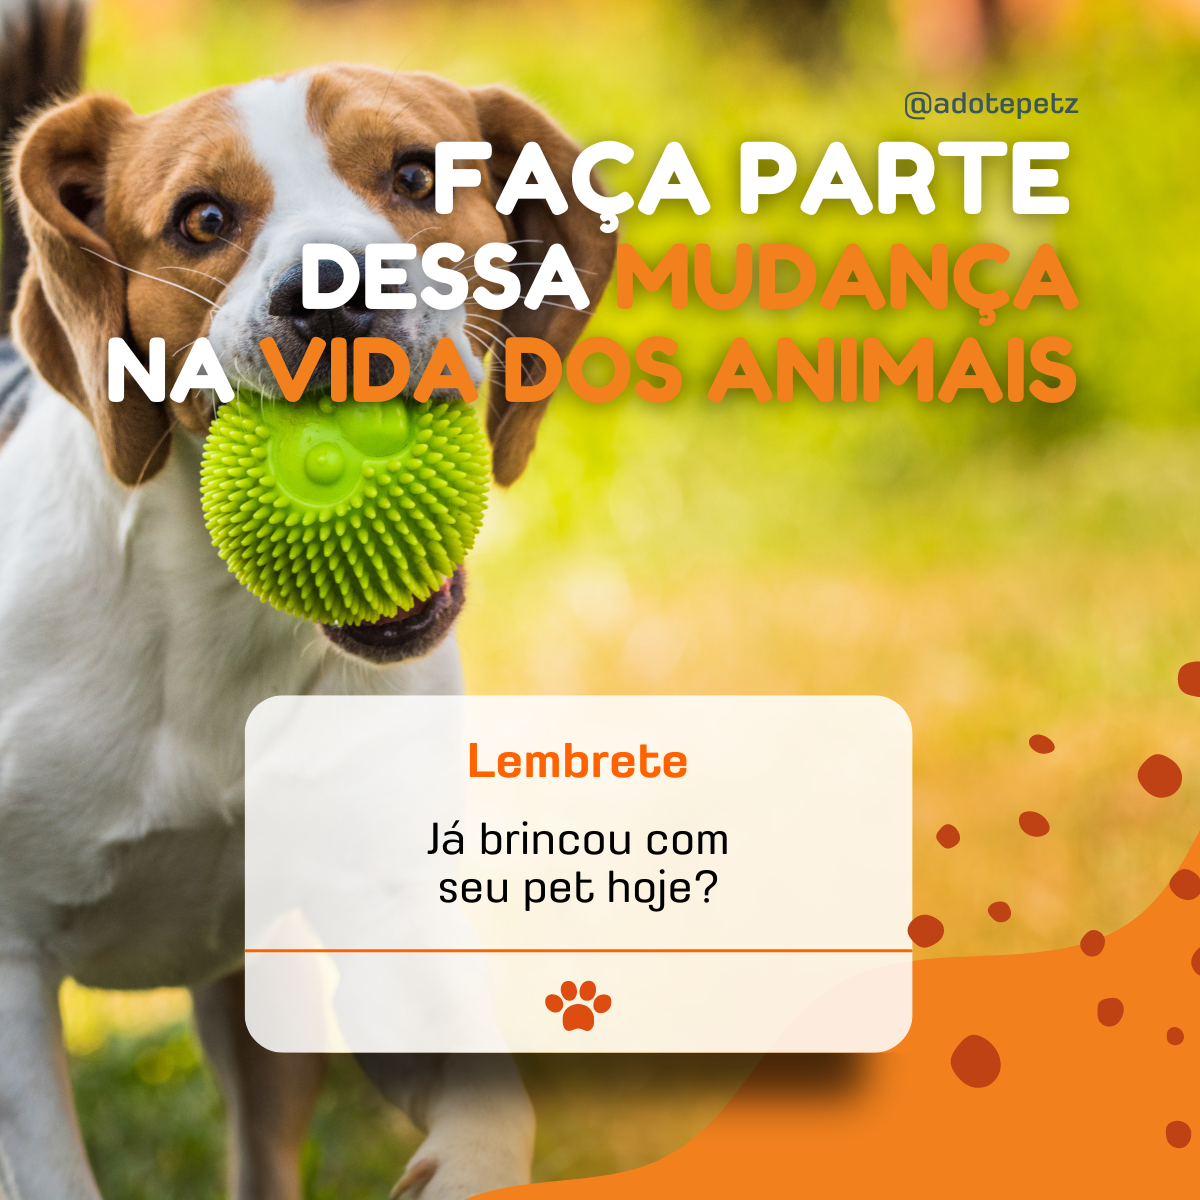 @adotepetz
FAÇA PARTE
DESSA MUDANÇA
NA VIDA DOS ANIMAIS
Lembrete
Já brincou com
seu pet hoje?